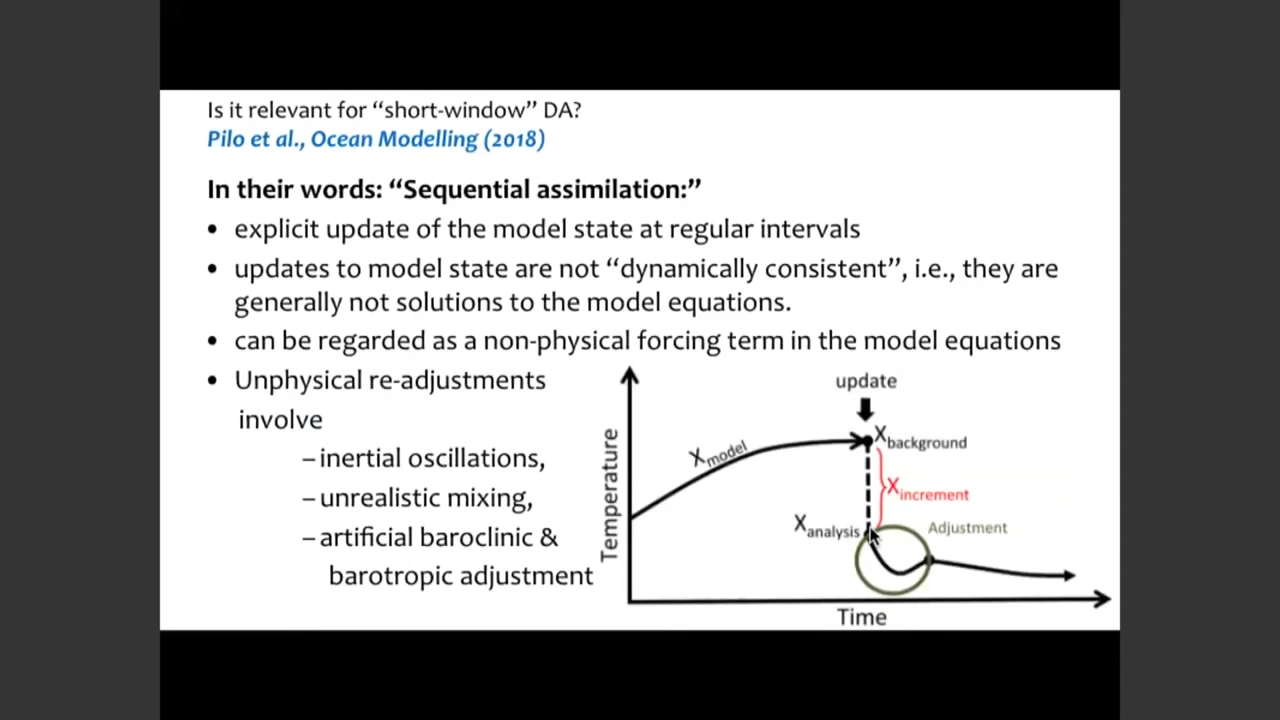 Is it relevant for “short-window” DA?
Pilo et al., Ocean Modelling (2018)
In their words: “Sequential assimilation:”
• explicit update of the model state at regular intervals
• updates to model state are not “dynamically consistent”, i.e., they are
generally not solutions to the model equations.
• can be regarded as a non-physical forcing term in the model equations
• Unphysical re-adjustments
involve
– inertial oscillations,
– unrealistic mixing,
– artificial baroclinic &
barotropic adjustment
Temperature
update
Xmodel
Xbackground
Xincrement
Xanalysis
Adjustment
Time